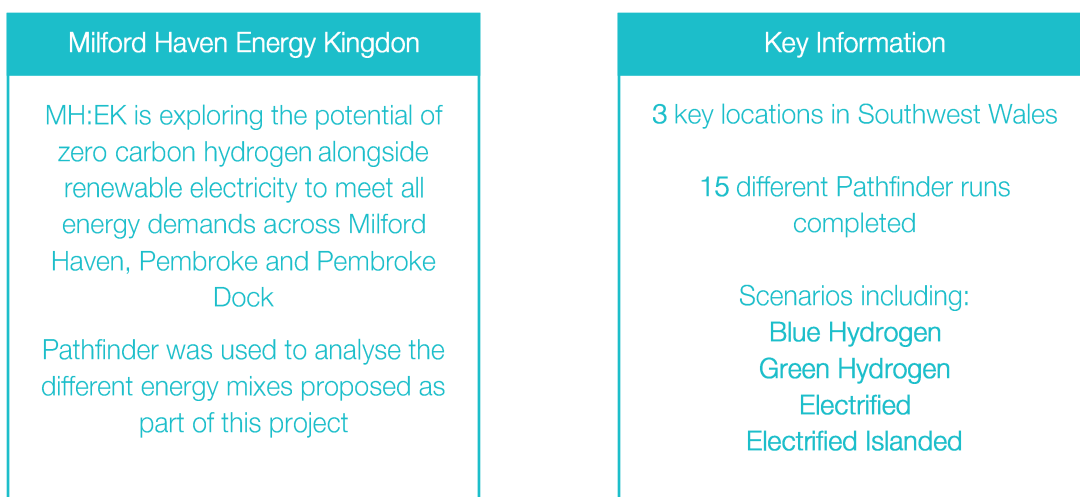 Milford Haven Energy Kingdon
MH:EK is exploring the potential of
zero carbon hydrogen alongside
renewable electricity to meet all
energy demands across Milford
Haven, Pembroke and Pembroke
Dock
Pathfinder was used to analyse the
different energy mixes proposed as
part of this project
Key Information
3 key locations in Southwest Wales
15 different Pathfinder runs
completed
Scenarios including:
Blue Hydrogen
Green Hydrogen
Electrified
Electrified Islanded